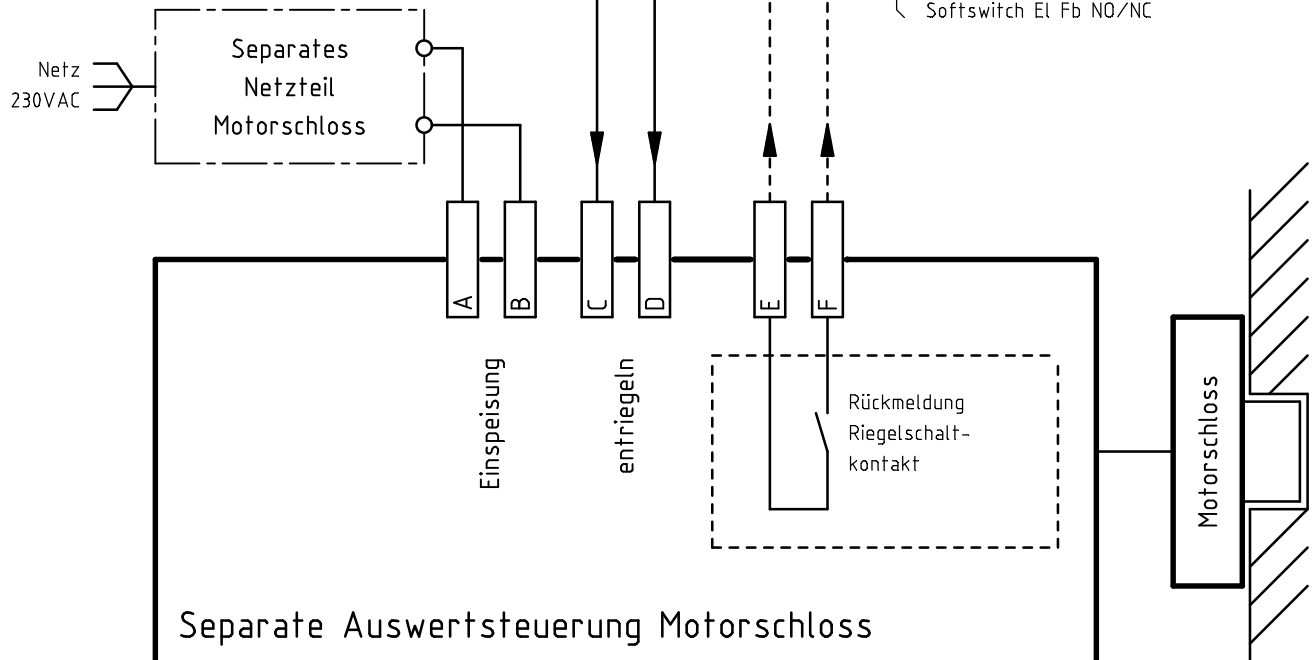 Softswitch El Fb NO/NC
Separates
Netzteil
Motorschloss
Netz
230VAC
A
B
C
D
E
F
Einspeisung
entriegeln
Rückmeldung
Riegelschalt-
kontakt
Motorschloss
Separate Auswertsteuerung Motorschloss